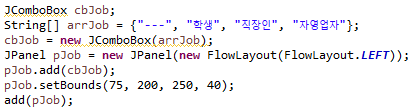 JComboBox cbJob;
String[] arrJob = {"---", "학생", "직장인", "자영업자"};
cbJob = new JComboBox(arrJob);
JPanel pJob = new JPanel(new FlowLayout(FlowLayout.LEFT));
pJob.add(cbJob);
pJob.setBounds(75, 200, 250, 40);
add(pJob);